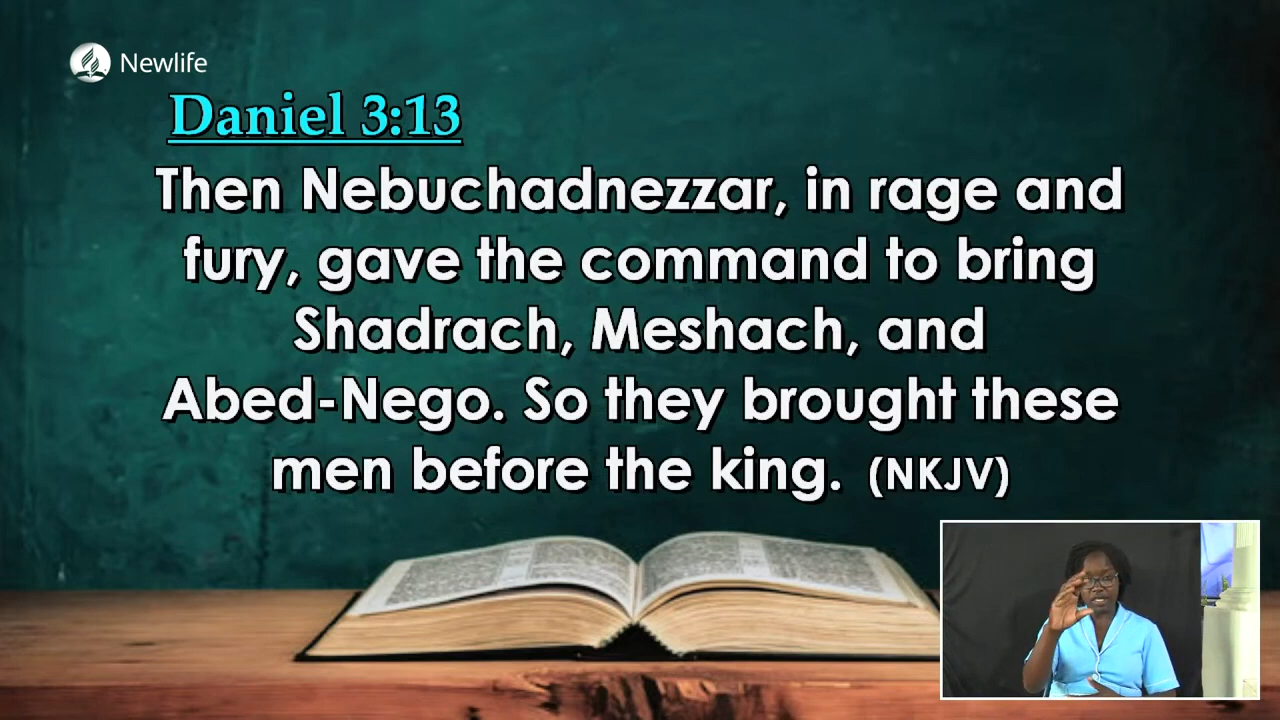 Newlife
Daniel 3:13
Then Nebuchadnezzar, in rage and
fury, gave the command to bring
Shadrach, Meshach, and
Abed-Nego. So they brought these
men before the king. (NKJV)